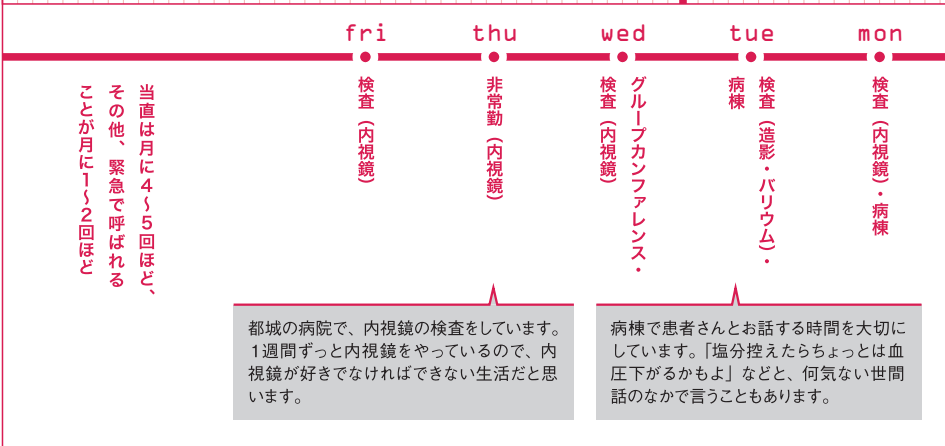 mon
検査（内視鏡）・病棟
tue
検査（造影・バリウム）・
病棟
wed
グループカンファレンス・
検査（内視鏡）
thu
非常勤（内視鏡）
fri
検査（内視鏡）
当直は月に4〜5回ほど、
その他、緊急で呼ばれる
ことが月に1〜2回ほど
病棟で患者さんとお話する時間を大切に
しています。「塩分控えたらちょっとは血
圧下がるかもよ」などと、何気ない世間
話のなかで言うこともあります。
都城の病院で、内視鏡の検査をしています。
1週間ずっと内視鏡をやっているので、内
視鏡が好きでなければできない生活だと思
います。